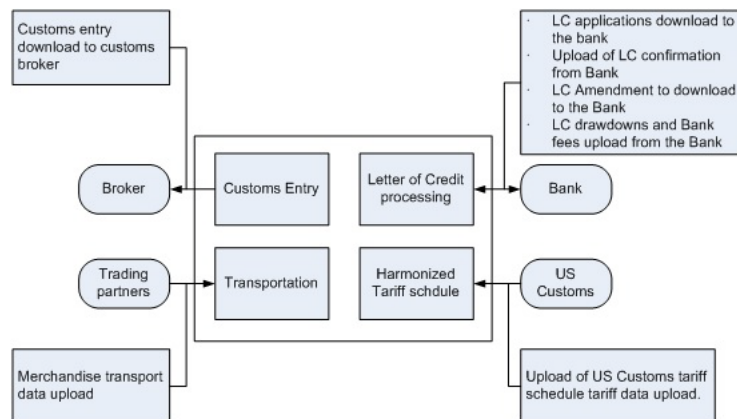 Customs entry
download to customs
broker
· LC applications download to
the bank
· Upload of LC confirmation
from Bank
· LC Amendment to download
to the Bank
· LC drawdowns and Bank
fees upload from the Bank
Broker
Customs Entry
Letter of Credit
processing
Bank
Trading
partners
Transportation
Harmonized
Tariff schdule
US
Customs
Merchandise transport
data upload
Upload of US Customs tariff
schedule tariff data upload.